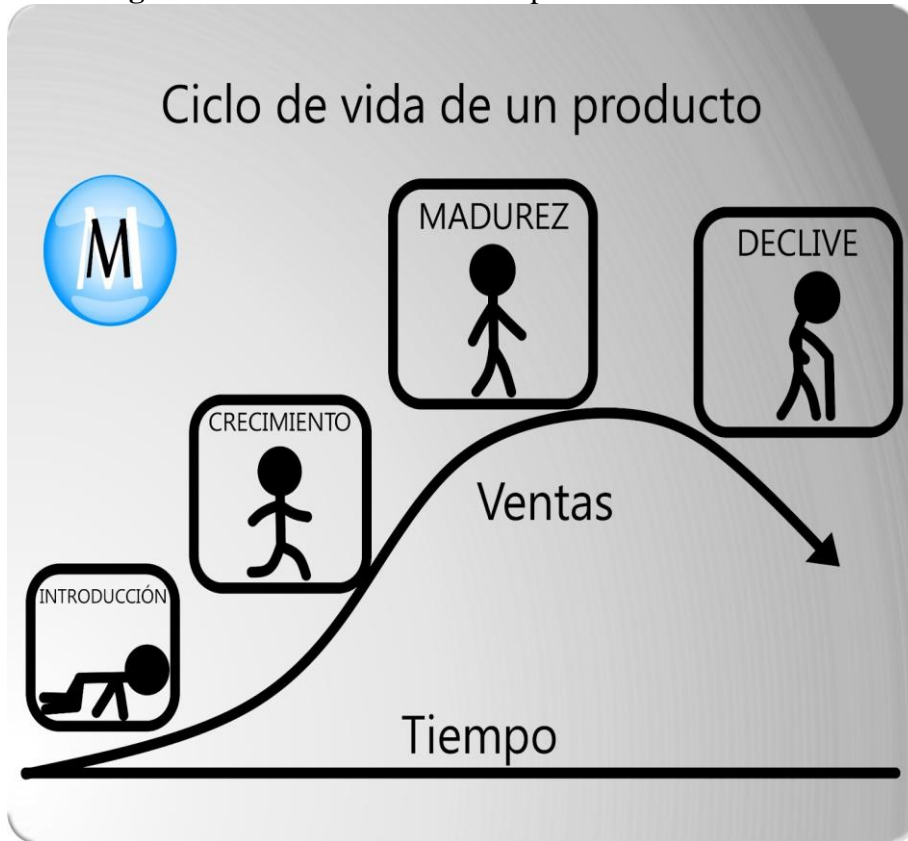 Ciclo de vida de un producto
M
MADUREZ
DECLIVE
CRECIMIENTO
Ventas
INTRODUCCIÓN
Tiempo